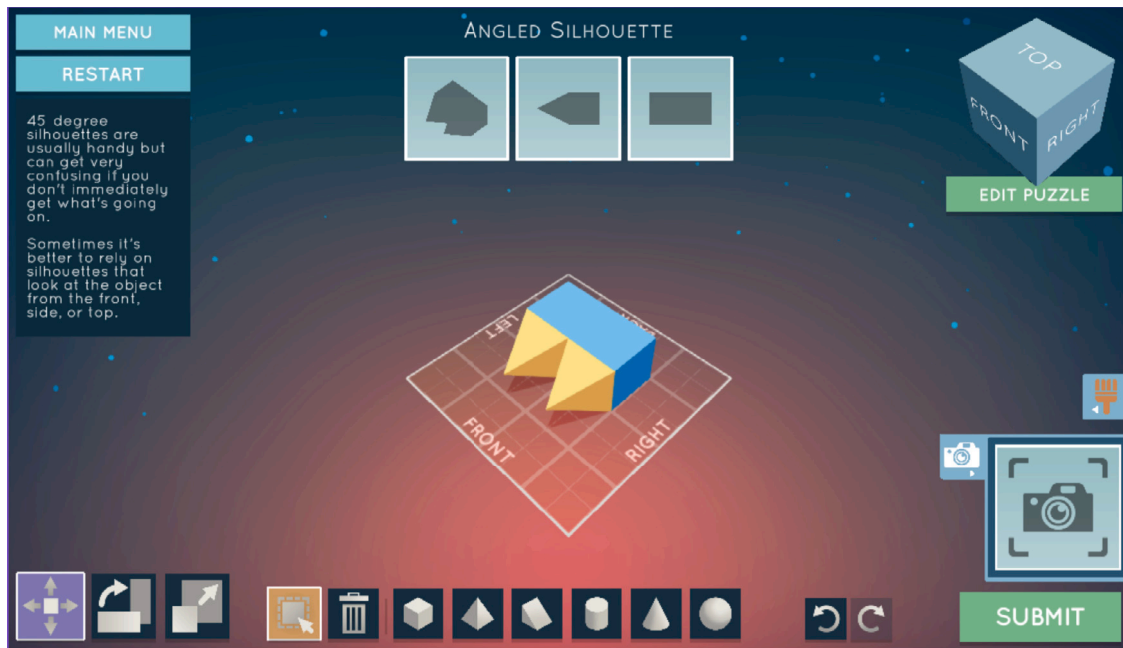 MAIN MENU
ANGLED SILHOUETTE
RESTART
45 degree
silhouettes are
usually handy but
can get very
confusing if you
don't immediately
get what's going
on.
Sometimes it's
better to rely on
silhouettes that
look at the object
from the front,
side, or top.
TOP
FRONT
RIGHT
EDIT PUZZLE
LEFT
BACK
FRONT
RIGHT
SUBMIT